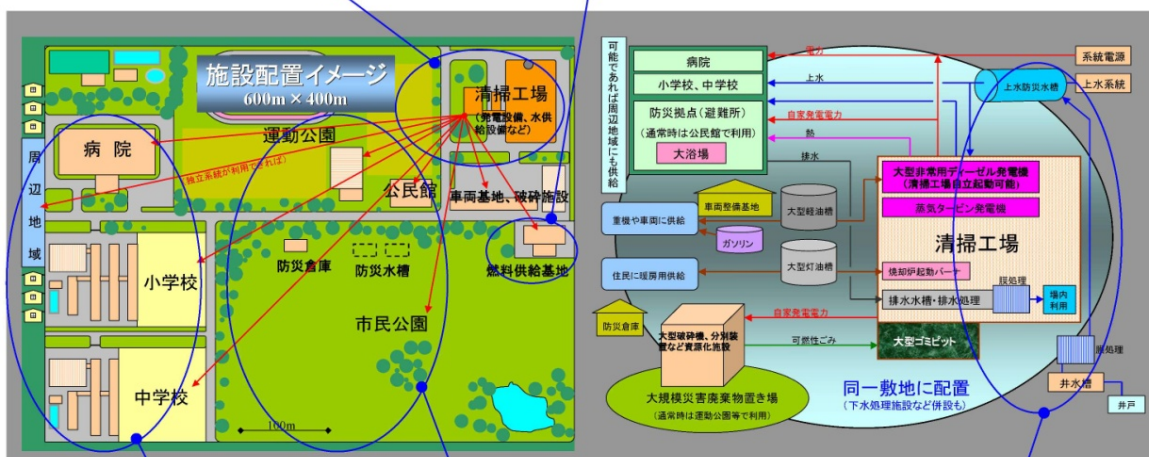 施設配置イメージ
600m×400m
清掃工場
(発電設備、水供
給設備など)
運動公園
病院
(独立系統が利用できれば)
周辺地域
公民館
車両基地、破砕施設
防災倉庫
防災水槽
燃料供給基地
小学校
市民公園
中学校
100m
可能であれば周辺地域にも供給
病院
小学校、中学校
防災拠点(避難所)
(通常時は公民館で利用)
大浴場
電力
上水
自家発電電力
熱
排水
系統電源
上水防災水槽
上水系統
大型非常用ディーゼル発電機
(清掃工場自立起動可能)
蒸気タービン発電機
清掃工場
車両整備基地
大型軽油槽
重機や車両に供給
ガソリン
大型灯油槽
住民に暖房用供給
焼却炉起動バーナ
排水水槽・排水処理
膜処理
場内
利用
防災倉庫
自家発電電力
大型破砕機、分別装
置など資源化施設
可燃性ごみ
大型ゴミピット
膜処理
井水槽
井戸
同一敷地に配置
(下水処理施設など併設も)
大規模災害廃棄物置き場
(通常時は運動公園等で利用)